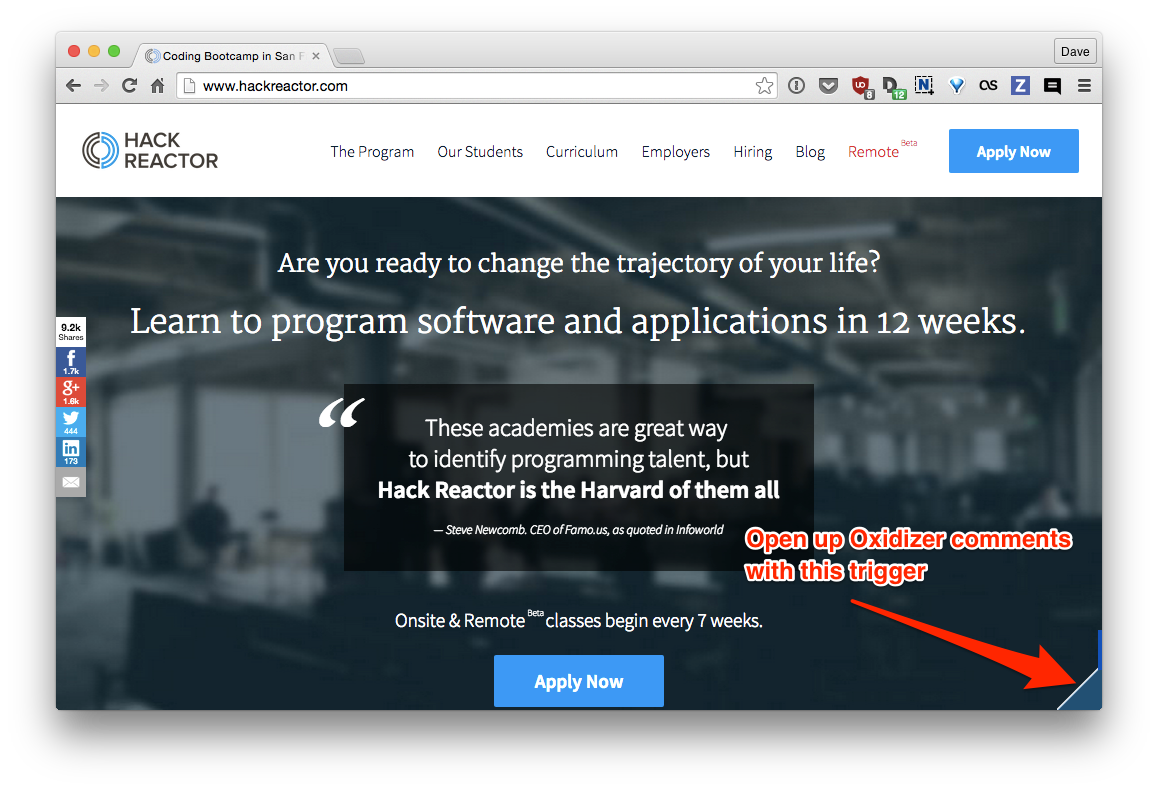 Coding Bootcamp in San F
Dave
www.hackreactor.com
UD
8
D
12
N
Z
HACK
REACTOR
The Program
Our Students
Curriculum
Employers
Hiring
Blog
Remote Beta
Apply Now
Are you ready to change the trajectory of your life?
Learn to program software and applications in 12 weeks.
9.2k
Shares
f
1.7k
g+
1.6k
444
in
173
“
These academies are great way
to identify programming talent, but
Hack Reactor is the Harvard of them all
— Steve Newcomb. CEO of Famo.us, as quoted in Infoworld
Open up Oxidizer comments
with this trigger
Onsite & Remote Beta classes begin every 7 weeks.
Apply Now